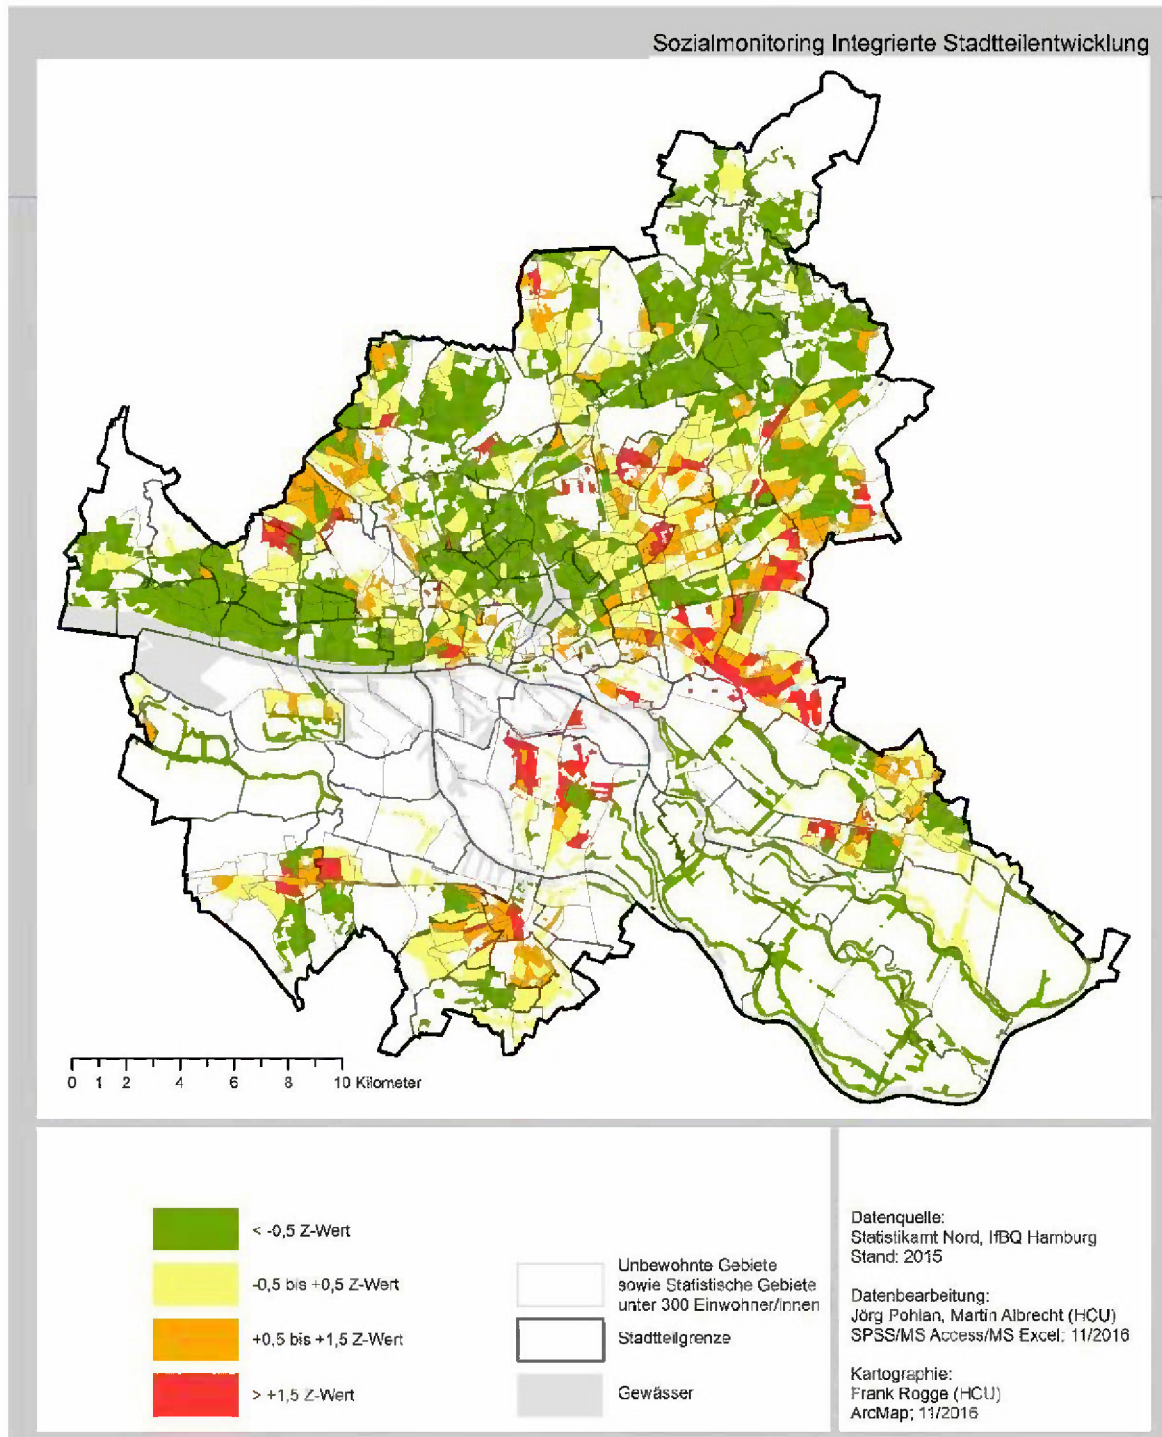 Sozialmonitoring Integrierte Stadtteilentwicklung
0 1 2 4 6 8 10 Kilometer
< -0,5 Z-Wert
-0,5 bis +0,5 Z-Wert
+0,5 bis +1,5 Z-Wert
> +1,5 Z-Wert
Unbewohnte Gebiete
sowie Statistische Gebiete
unter 300 Einwohner/innen
Stadtteilgrenze
Gewässer
Datenquelle:
Statistikamt Nord, IfBQ Hamburg
Stand: 2015
Datenbearbeitung:
Jörg Pohlan, Martin Albrecht (HCU)
SPSS/MS Access/MS Excel; 11/2016
Kartographie:
Frank Rogge (HCU)
ArcMap; 11/2016